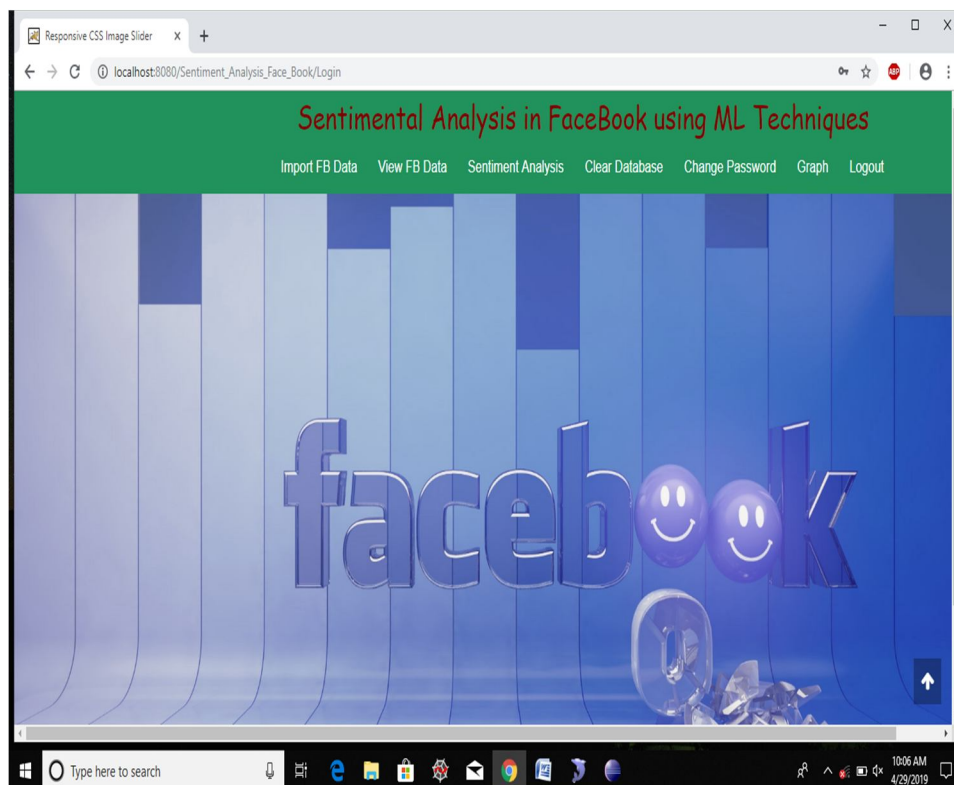 Responsive CSS Image Slider
localhost:8080/Sentiment_Analysis_Face_Book/Login
ABP
Sentimental Analysis in FaceBook using ML Techniques
Import FB Data View FB Data Sentiment Analysis Clear Database Change Password Graph Logout
facebook
Type here to search
10:06 AM
4/29/2019